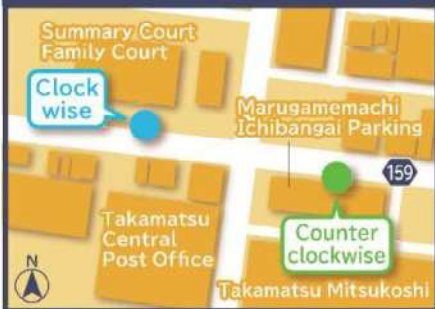 Summary Court
Family Court
Clock
wise
Marugamemachi
Ichibangai Parking
159
Takamatsu
Central
Post Office
Counter
clockwise
N
Takamatsu Mitsukoshi